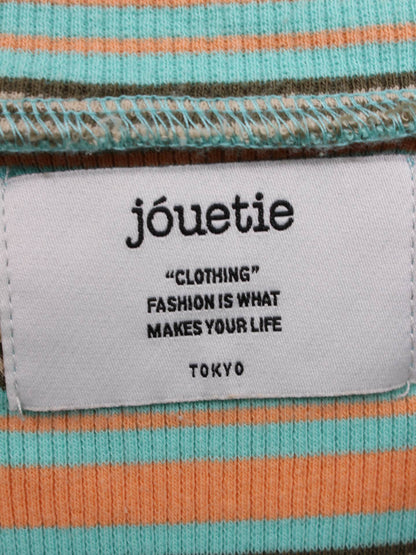 jóuetie
“CLOTHING”
FASHION IS WHAT
MAKES YOUR LIFE
TOKYO